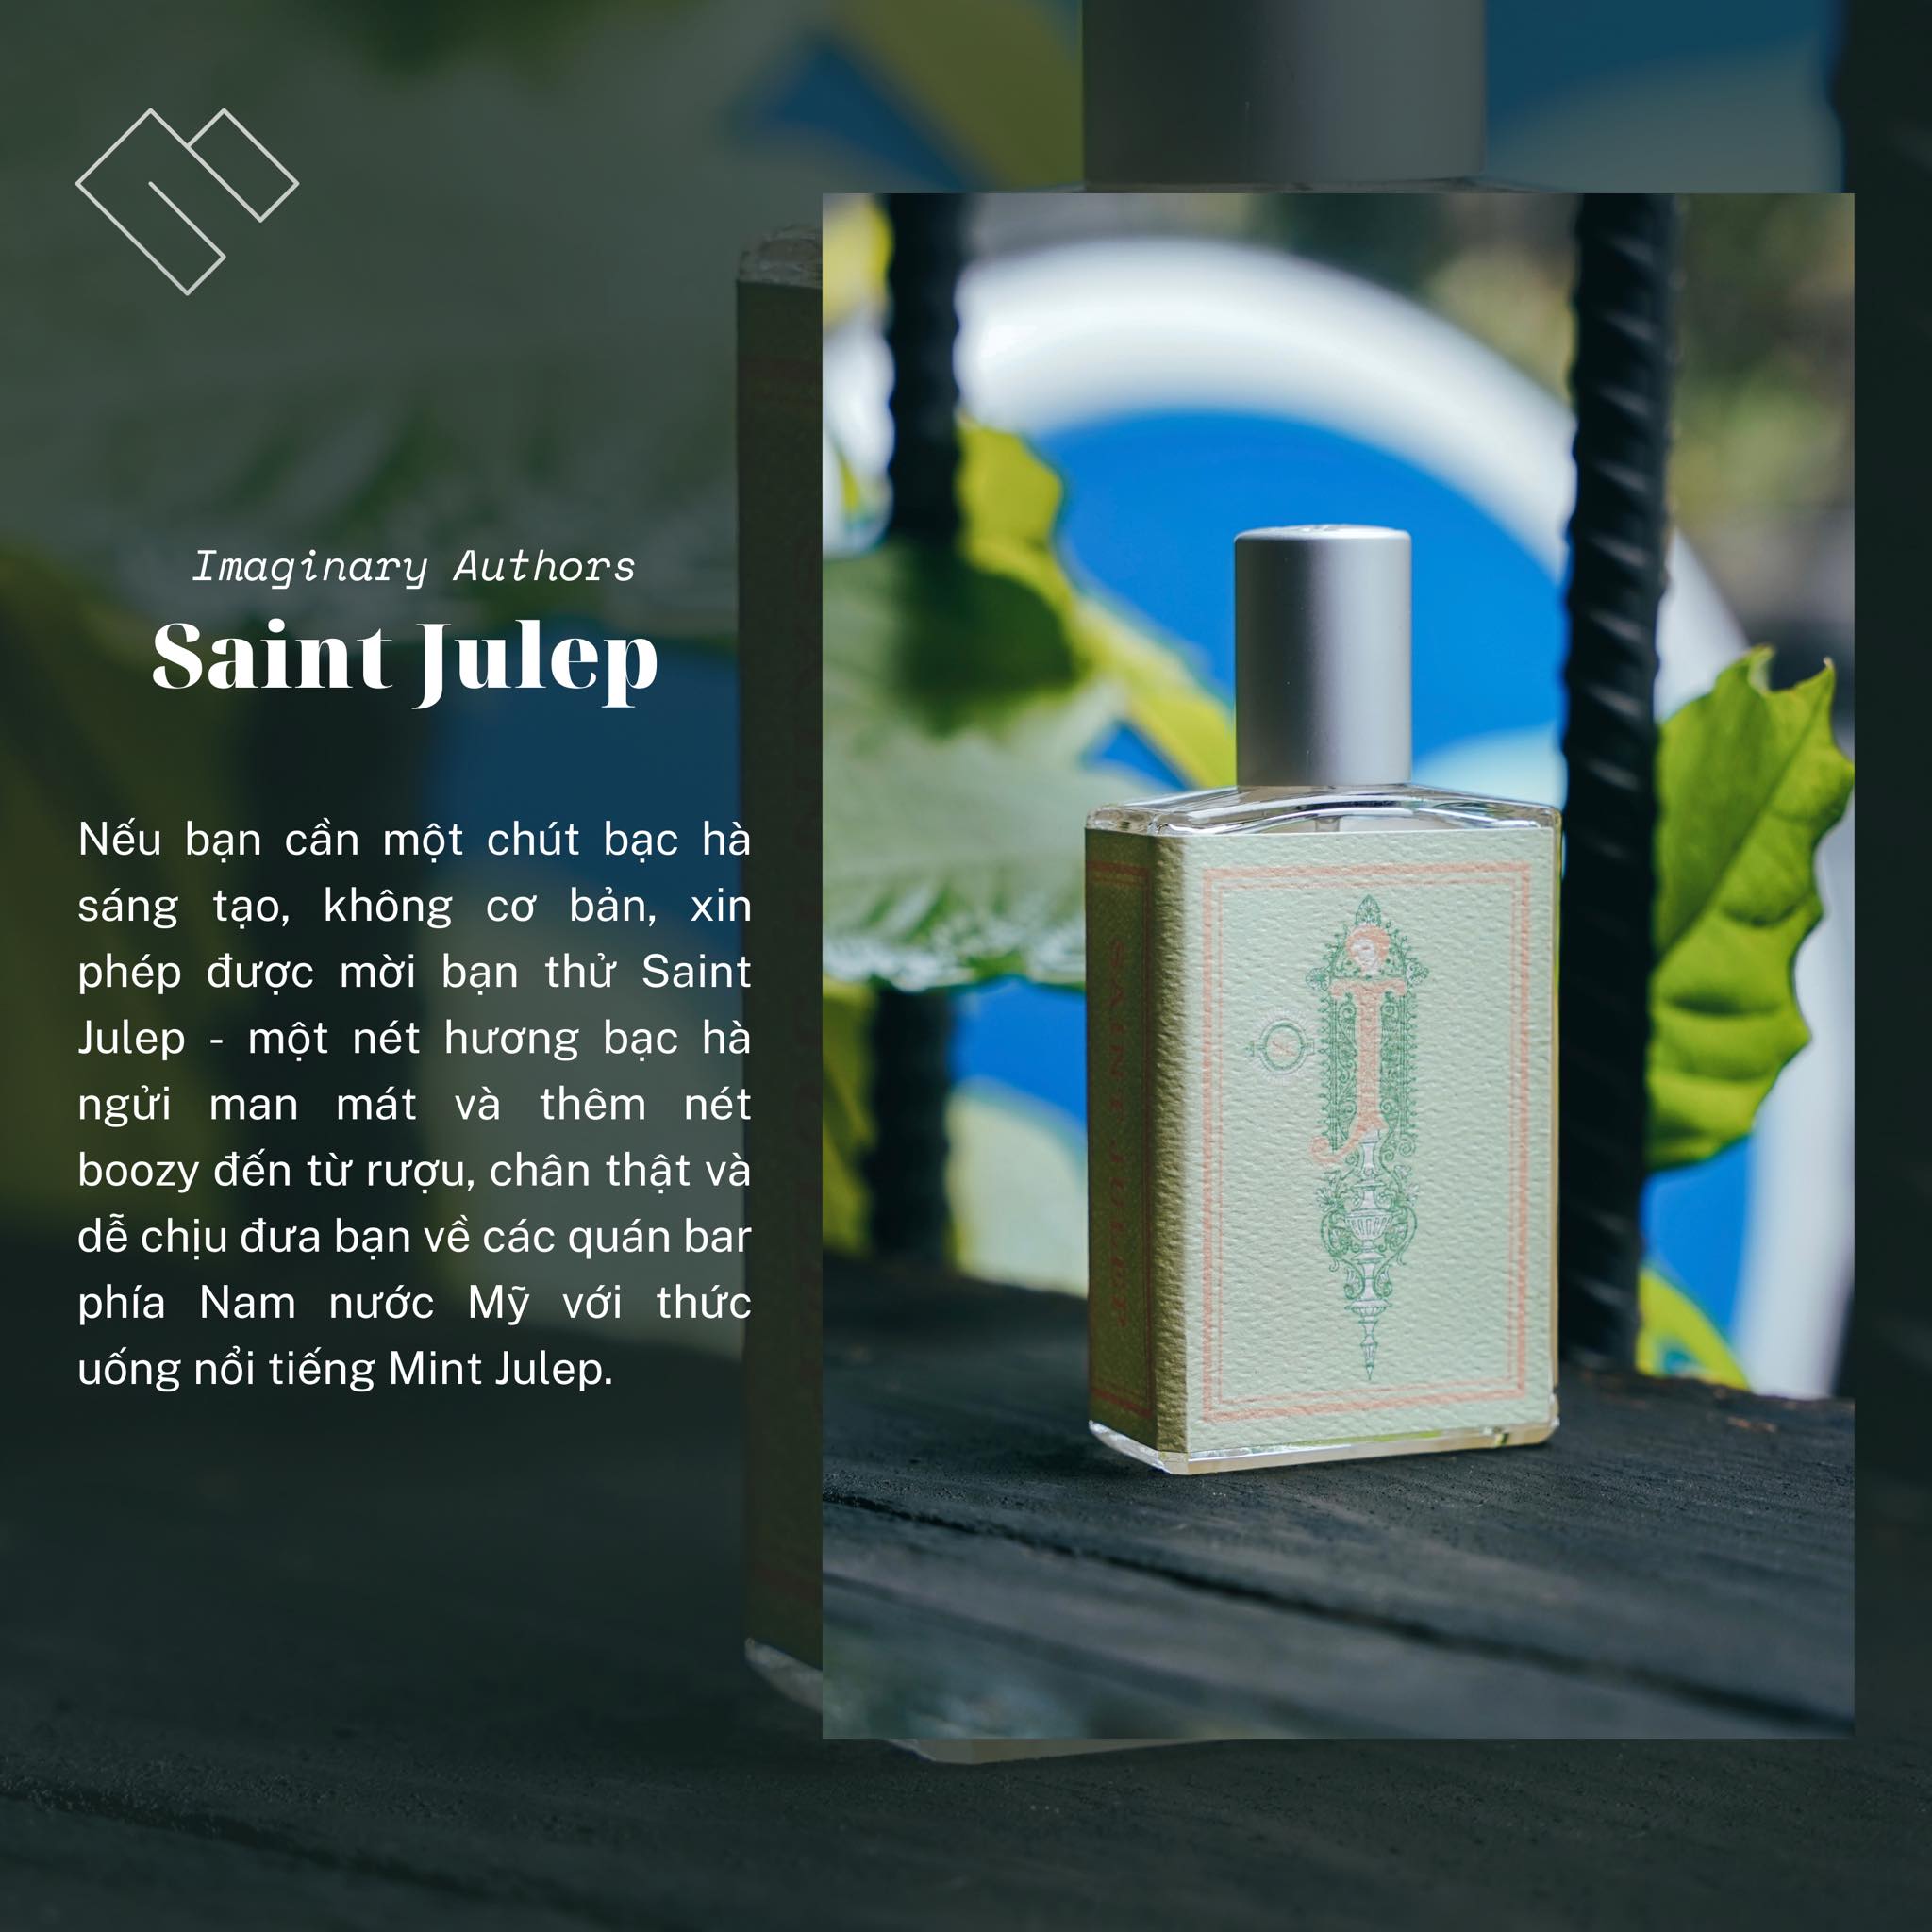 Imaginary Authors
Saint Julep
Nếu bạn cần một chút bạc hà
sáng tạo, không cơ bản, xin
phép được mời bạn thử Saint
Julep - một nét hương bạc hà
ngửi man mát và thêm nét
boozy đến từ rượu, chân thật và
dễ chịu đưa bạn về các quán bar
phía Nam nước Mỹ với thức
uống nổi tiếng Mint Julep.
J
SAINT JULEP